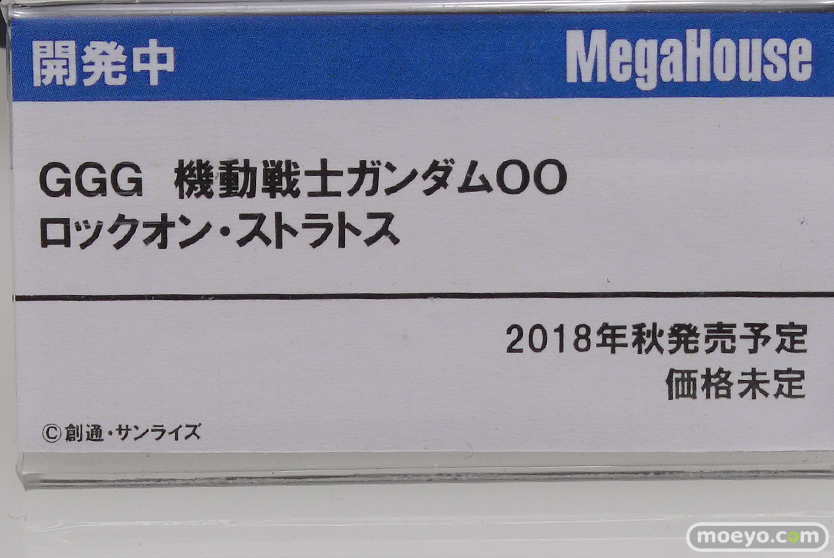 開発中
MegaHouse
GGG 機動戦士ガンダムOO
ロックオン・ストラトス
2018年秋発売予定
価格未定
©創通・サンライズ
moeyo.com